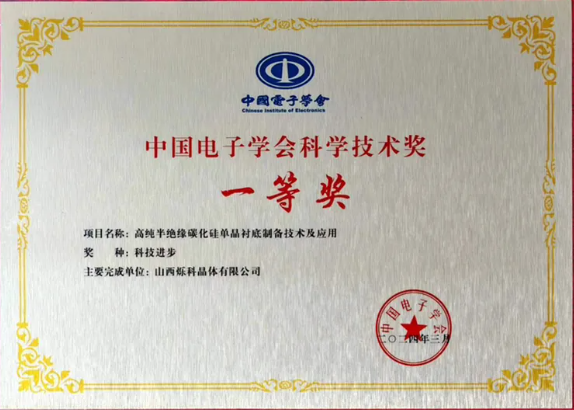 中國電子學會
Chinese Institute of Electronics
中国电子学会科学技术奖
一等奖
项目名称：高纯半绝缘碳化硅单晶衬底制备技术及应用
奖　　种：科技进步
主要完成单位：山西烁科晶体有限公司
中国电子学会
二〇二四年三月